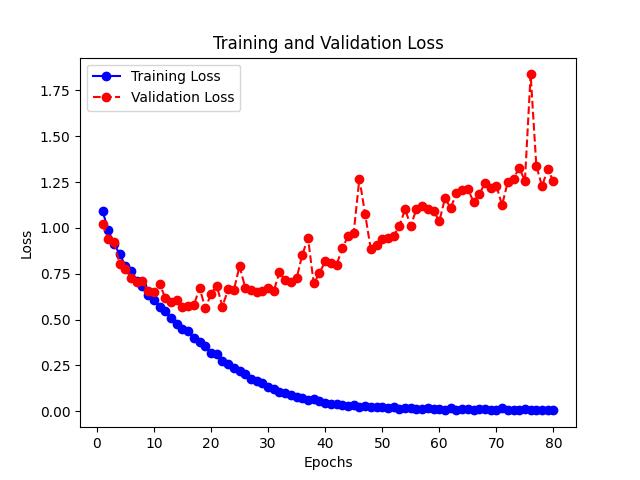 Training and Validation Loss
Training Loss
Validation Loss
1.75
1.50
1.25
1.00
0.75
0.50
0.25
0.00
Loss
0 10 20 30 40 50 60 70 80
Epochs